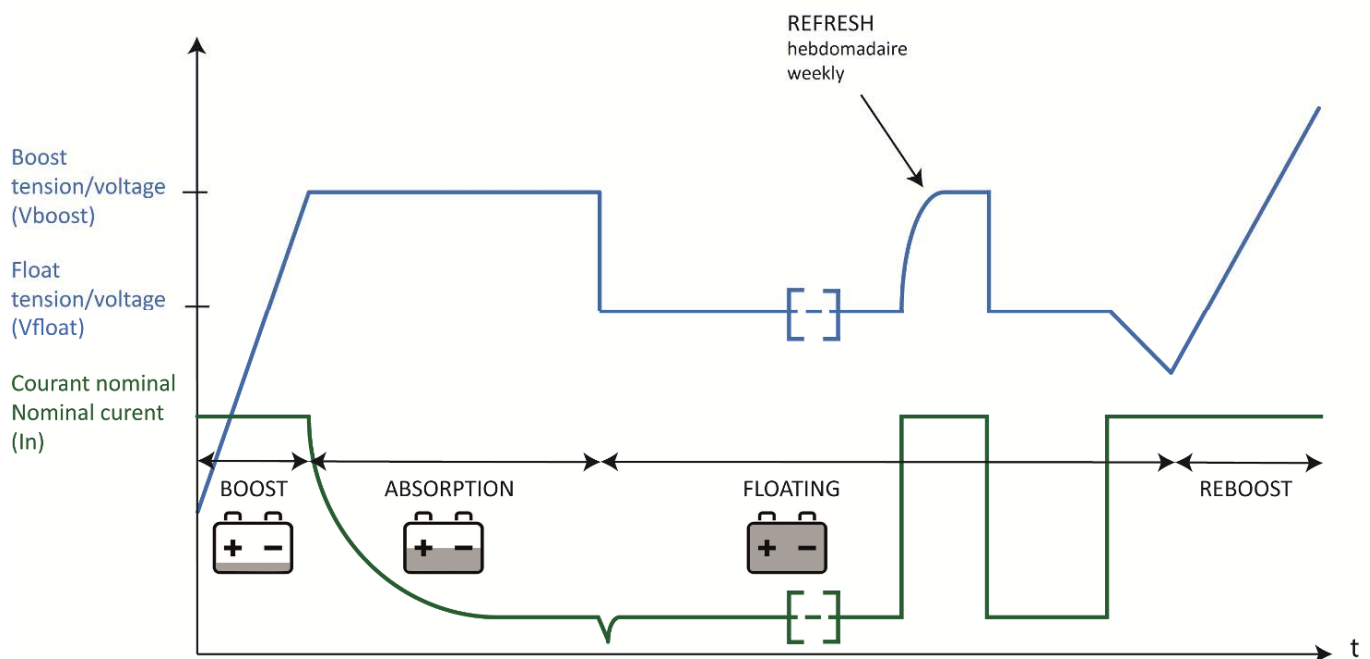 REFRESH
hebdomadaire
weekly
Boost
tension/voltage
(Vboost)
Float
tension/voltage
(Vfloat)
Courant nominal
Nominal curent
(In)
BOOST
ABSORPTION
FLOATING
REBOOST
+ −
+ −
+ −
t